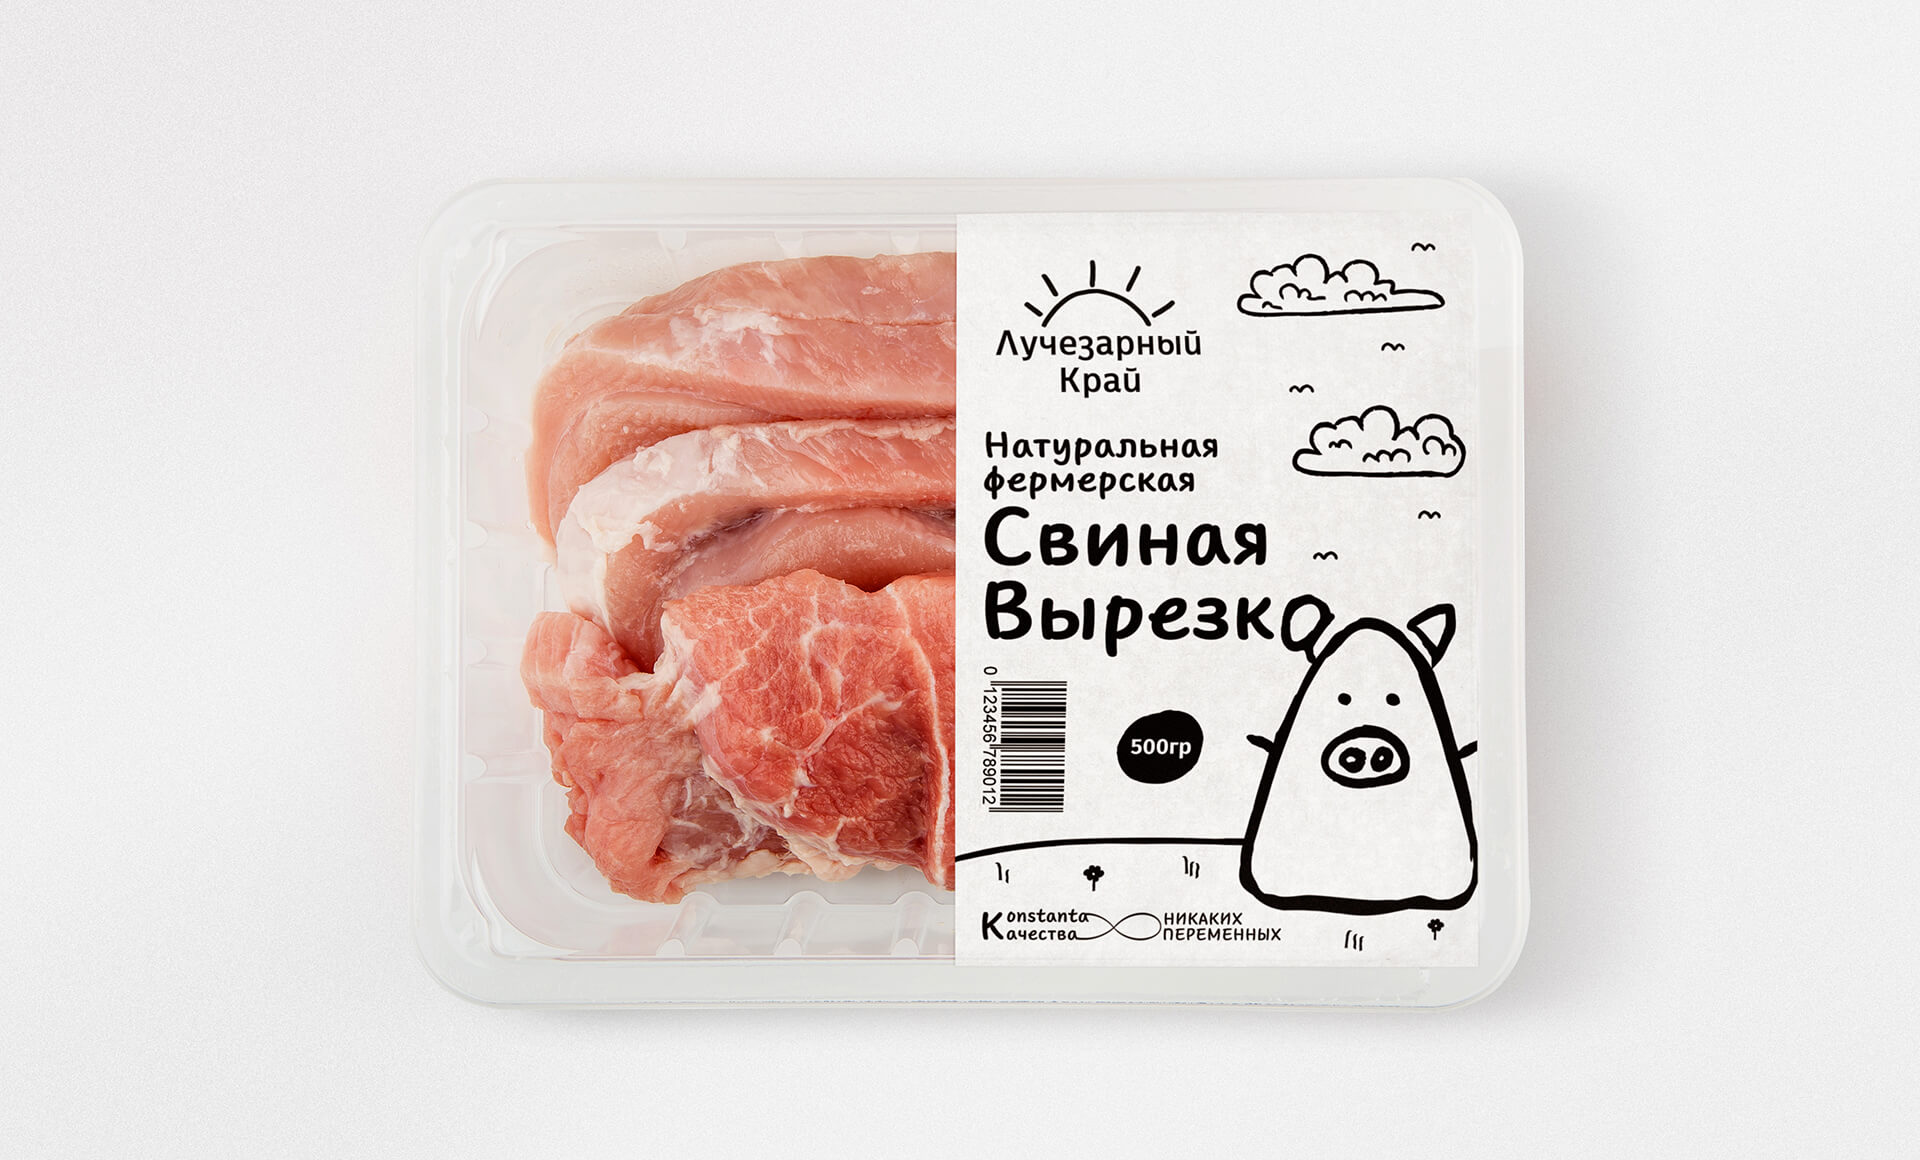 Лучезарный
Край
Натуральная
фермерская
Свиная
Вырезка
0 123456 789012
500гр
Konstanta
Качества
НИКАКИХ
ПЕРЕМЕННЫХ